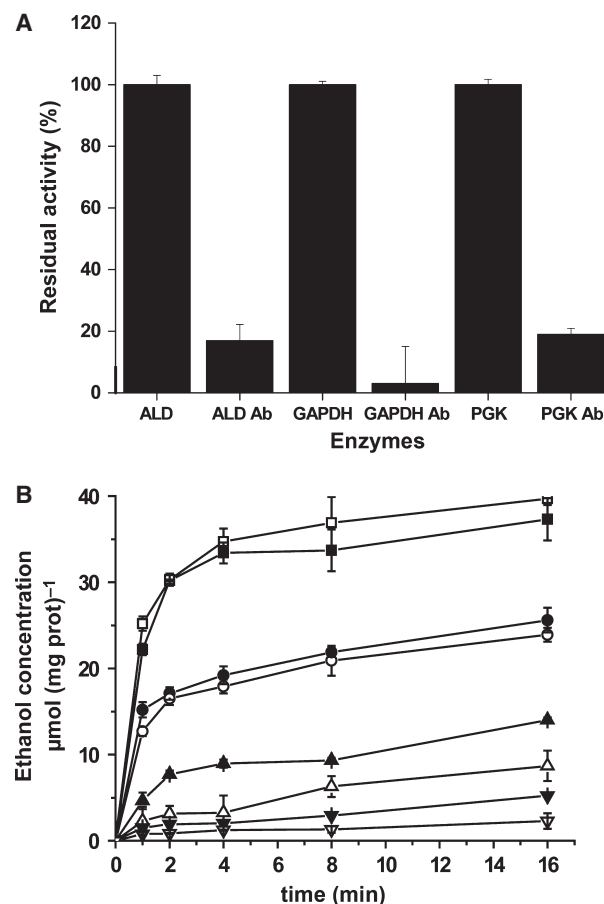 A
120
100
80
60
40
20
0
Residual activity (%)
ALD
ALD Ab
GAPDH
GAPDH Ab
PGK
PGK Ab
Enzymes
B
40
30
20
10
0
Ethanol concentration
µmol (mg prot)⁻¹
0 2 4 6 8 10 12 14 16
time (min)